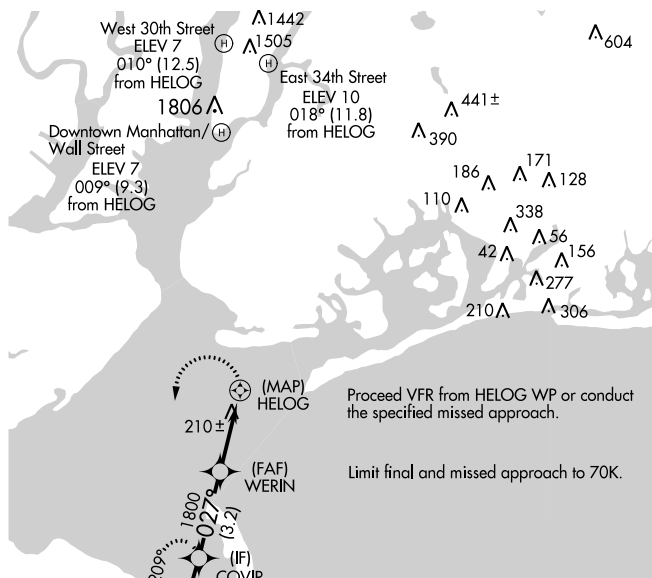 1442
West 30th Street
ELEV 7
010° (12.5)
from HELOG
H
1505
604
H
East 34th Street
ELEV 10
018° (11.8)
from HELOG
1806
441±
390
Downtown Manhattan/
Wall Street
H
ELEV 7
009° (9.3)
from HELOG
186
171
128
110
338
56
42
156
277
210
306
(MAP)
HELOG
Proceed VFR from HELOG WP or conduct
the specified missed approach.
210±
(FAF)
WERIN
Limit final and missed approach to 70K.
1800
027°
(3.2)
209°
(IF)